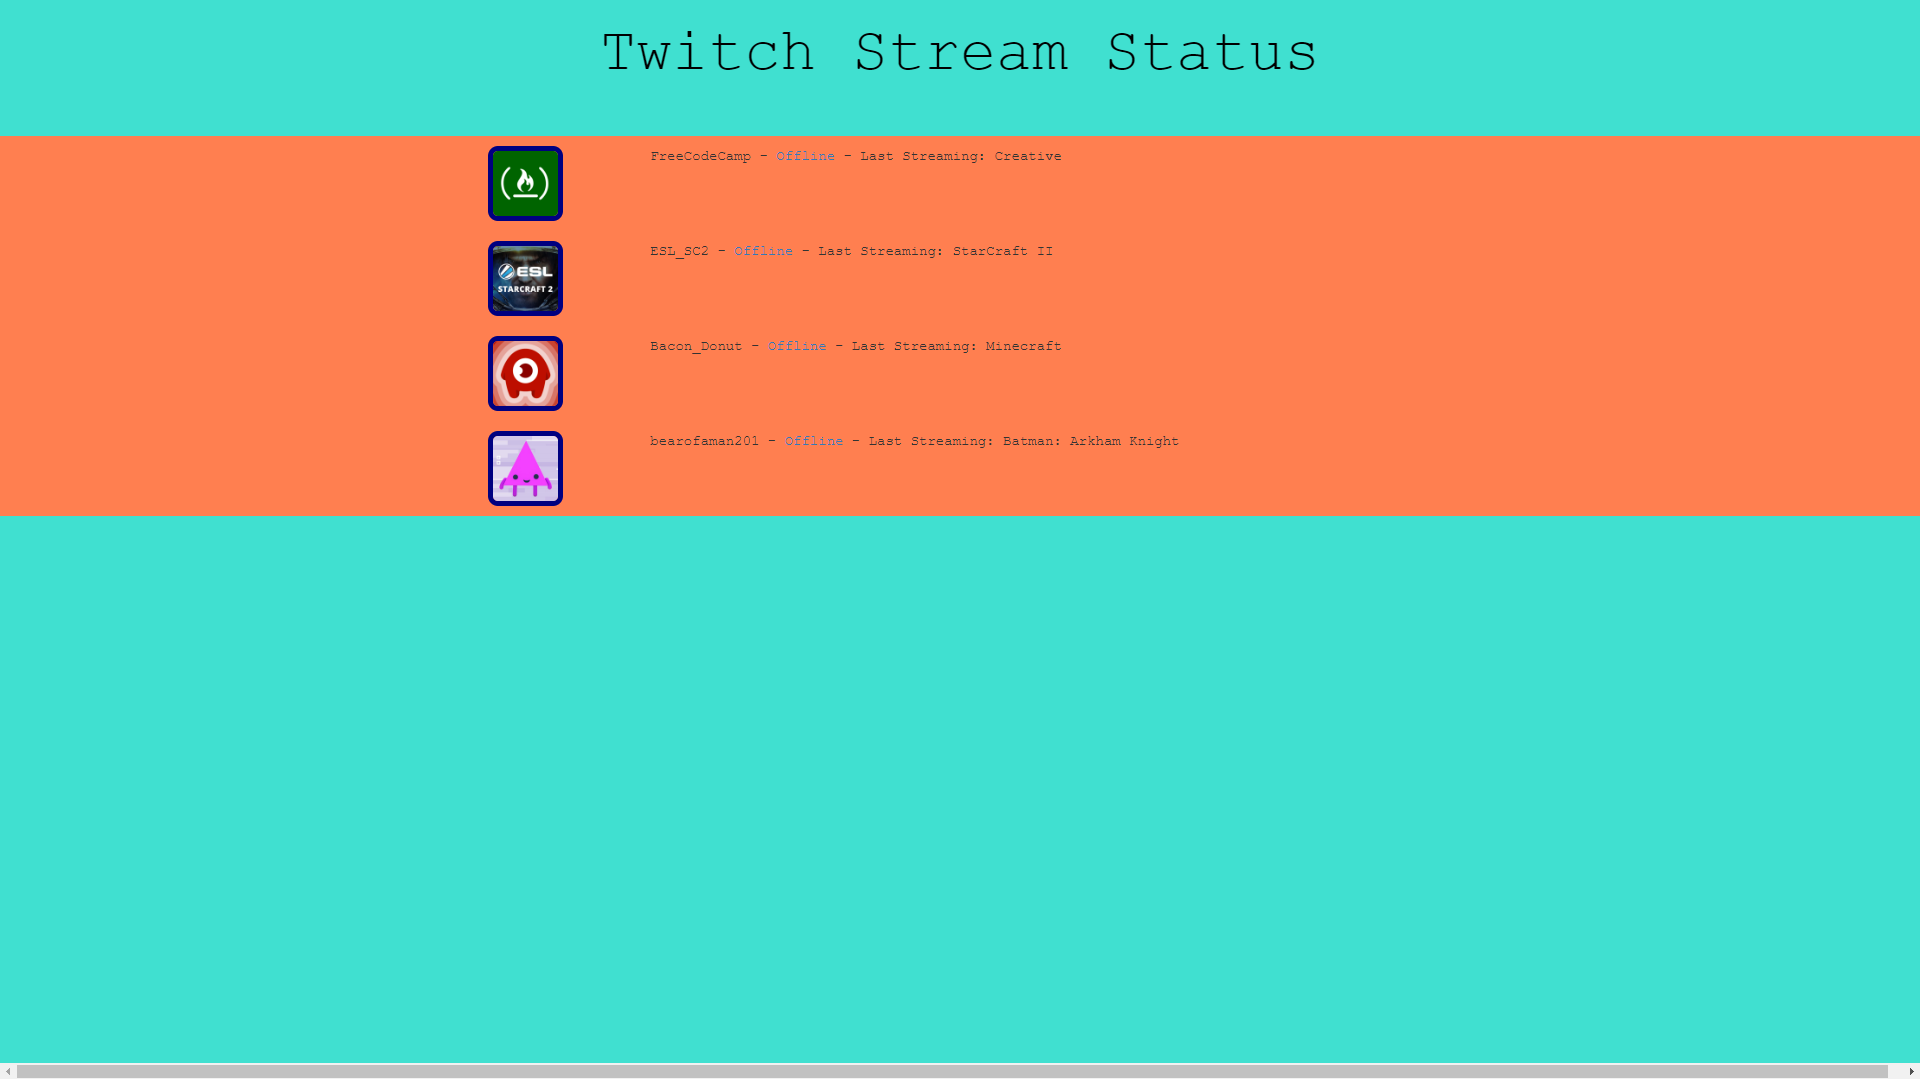 Twitch Stream Status
FreeCodeCamp - Offline - Last Streaming: Creative
ESL
STARCRAFT 2
ESL_SC2 - Offline - Last Streaming: StarCraft II
Bacon_Donut - Offline - Last Streaming: Minecraft
bearofaman201 - Offline - Last Streaming: Batman: Arkham Knight